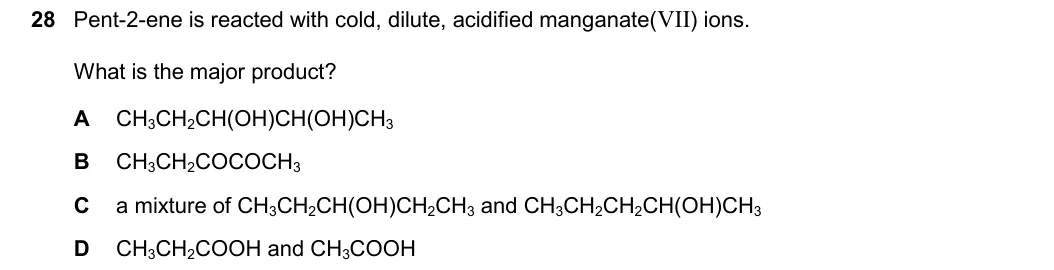 28 Pent-2-ene is reacted with cold, dilute, acidified manganate(VII) ions.
What is the major product?
A CH₃CH₂CH(OH)CH(OH)CH₃
B CH₃CH₂COCOCH₃
C a mixture of CH₃CH₂CH(OH)CH₂CH₃ and CH₃CH₂CH₂CH(OH)CH₃
D CH₃CH₂COOH and CH₃COOH